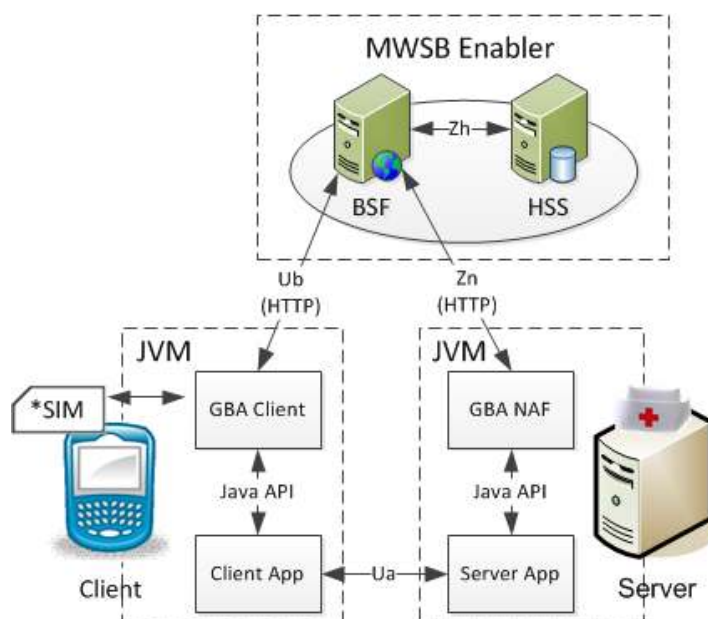 MWSB Enabler
Zh
BSF
HSS
Ub
(HTTP)
Zn
(HTTP)
JVM
JVM
*SIM
GBA Client
GBA NAF
Java API
Java API
Client App
Ua
Server App
Client
Server